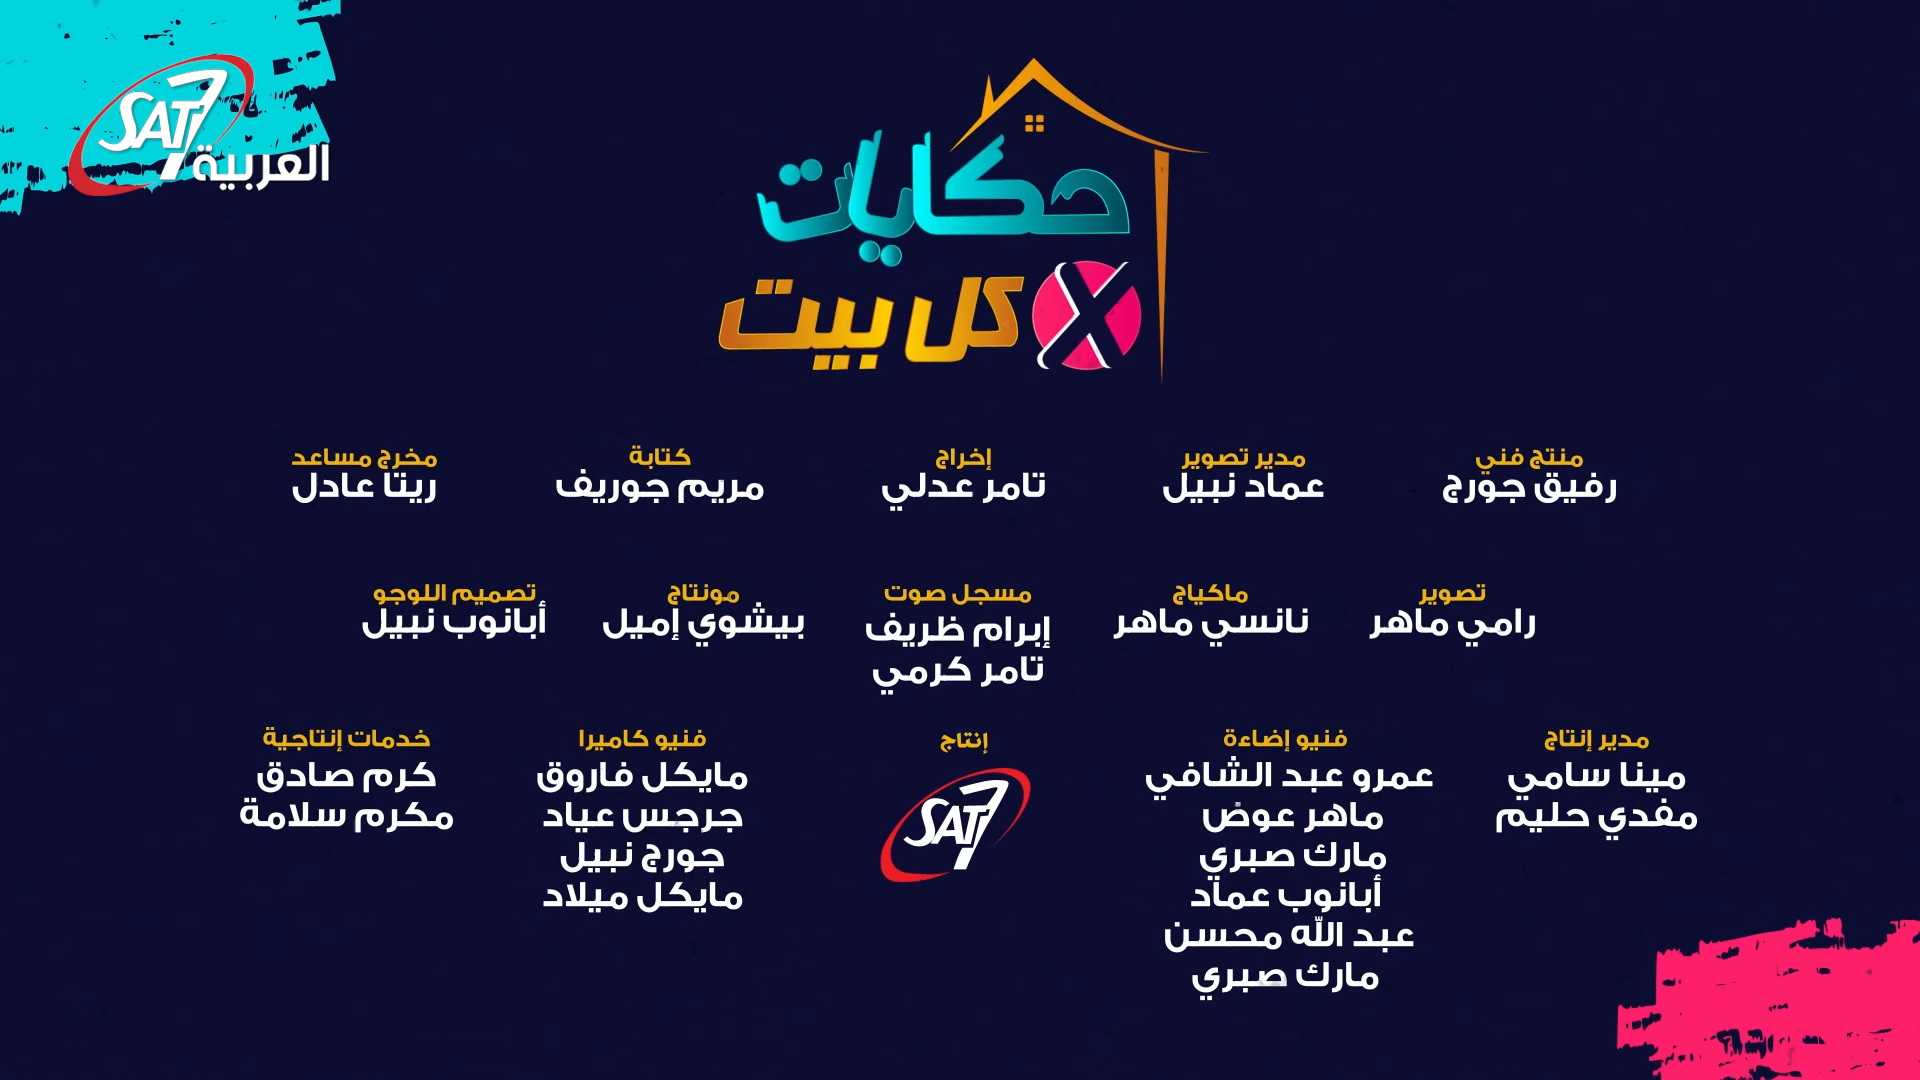 SAT7
العربية
حكايات
X كل بيت
منتج فني
رفيق جورج
مدير تصوير
عماد نبيل
إخراج
تامر عدلي
كتابة
مريم جوريف
مخرج مساعد
ريتا عادل
تصوير
رامي ماهر
ماكياج
نانسي ماهر
مسجل صوت
إبرام ظريف
تامر كرمي
مونتاج
بيشوي إميل
تصميم اللوجو
أبانوب نبيل
مدير إنتاج
مينا سامي
مفدي حليم
فنيو إضاءة
عمرو عبد الشافي
ماهر عوض
مارك صبري
أبانوب عماد
عبد الله محسن
مارك صبري
إنتاج
SAT7
فنيو كاميرا
مايكل فاروق
جرجس عياد
جورج نبيل
مايكل ميلاد
خدمات إنتاجية
كرم صادق
مكرم سلامة